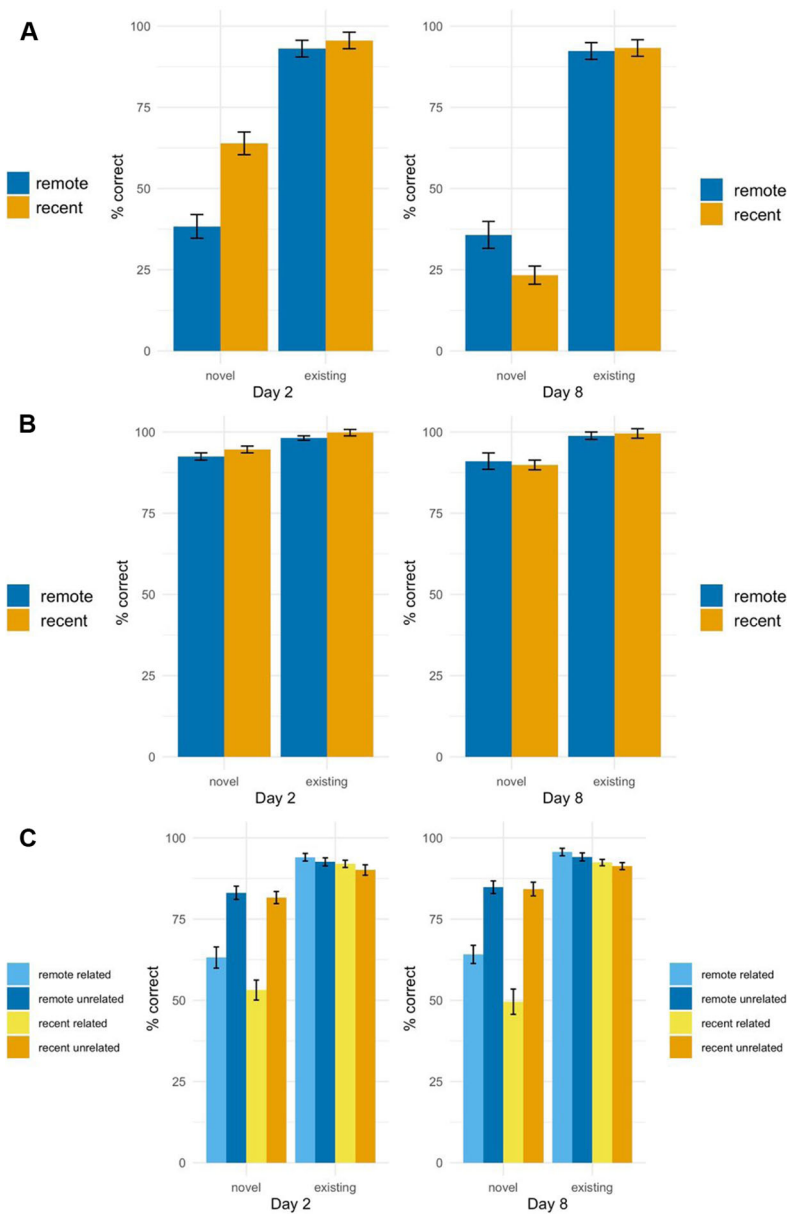 A
100
75
50
25
0
% correct
remote
recent
novel
existing
Day 2
100
75
50
25
0
% correct
novel
existing
Day 8
remote
recent
B
100
75
50
25
0
% correct
remote
recent
novel
existing
Day 2
100
75
50
25
0
% correct
novel
existing
Day 8
remote
recent
C
100
75
50
25
0
% correct
remote related
remote unrelated
recent related
recent unrelated
novel
existing
Day 2
100
75
50
25
0
% correct
novel
existing
Day 8
remote related
remote unrelated
recent related
recent unrelated